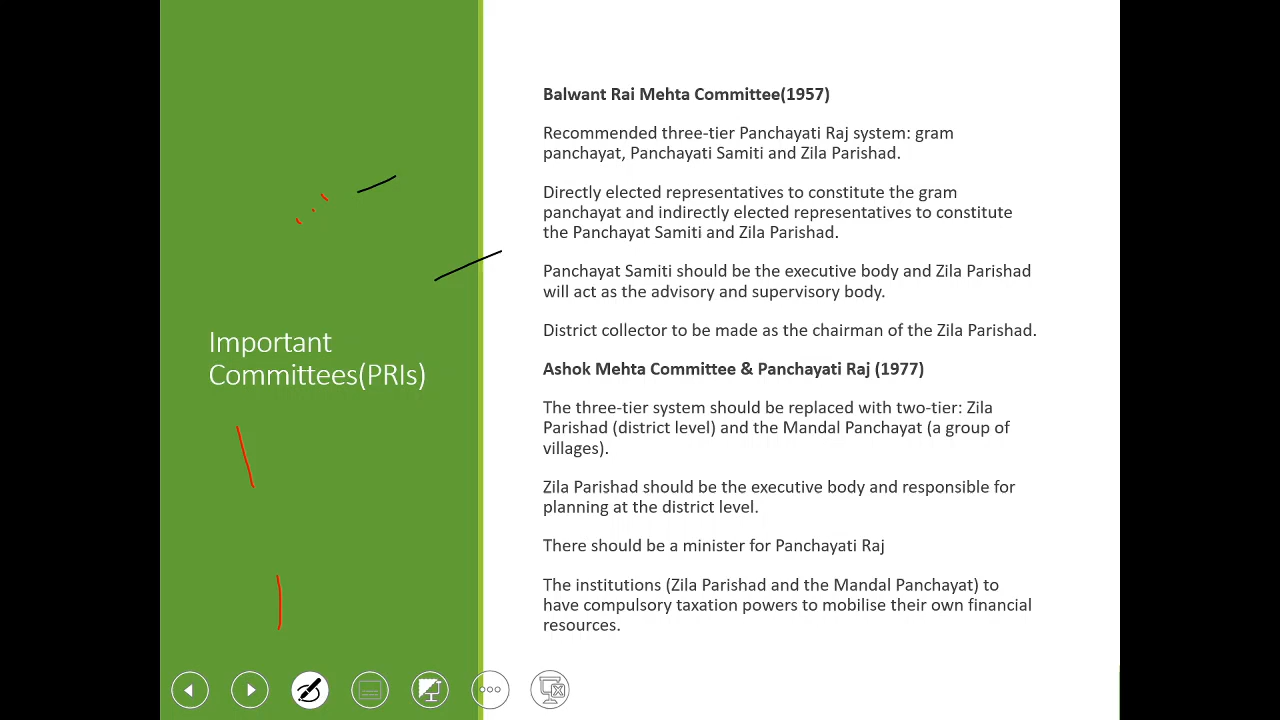 Important
Committees(PRIs)
Balwant Rai Mehta Committee(1957)
Recommended three-tier Panchayati Raj system: gram
panchayat, Panchayati Samiti and Zila Parishad.
Directly elected representatives to constitute the gram
panchayat and indirectly elected representatives to constitute
the Panchayat Samiti and Zila Parishad.
Panchayat Samiti should be the executive body and Zila Parishad
will act as the advisory and supervisory body.
District collector to be made as the chairman of the Zila Parishad.
Ashok Mehta Committee & Panchayati Raj (1977)
The three-tier system should be replaced with two-tier: Zila
Parishad (district level) and the Mandal Panchayat (a group of
villages).
Zila Parishad should be the executive body and responsible for
planning at the district level.
There should be a minister for Panchayati Raj
The institutions (Zila Parishad and the Mandal Panchayat) to
have compulsory taxation powers to mobilise their own financial
resources.